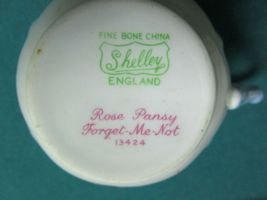 FINE BONE CHINA
Shelley
ENGLAND
Rose Pansy
Forget-Me-Not
13424